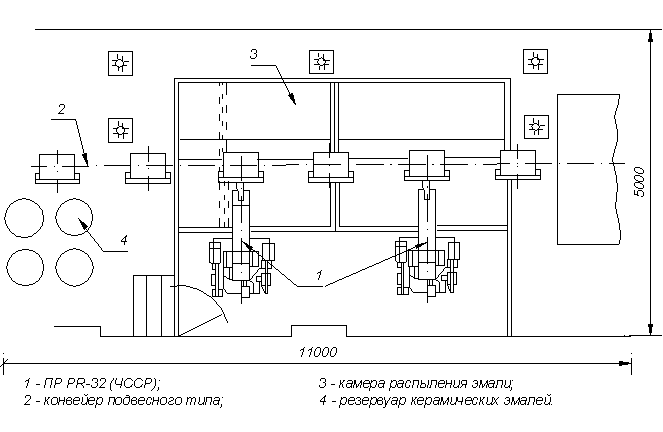 3
2
4
1
5000
11000
1 - ПР PR-32 (ЧССР);
3 - камера распыления эмали;
2 - конвейер подвесного типа;
4 - резервуар керамических эмалей.